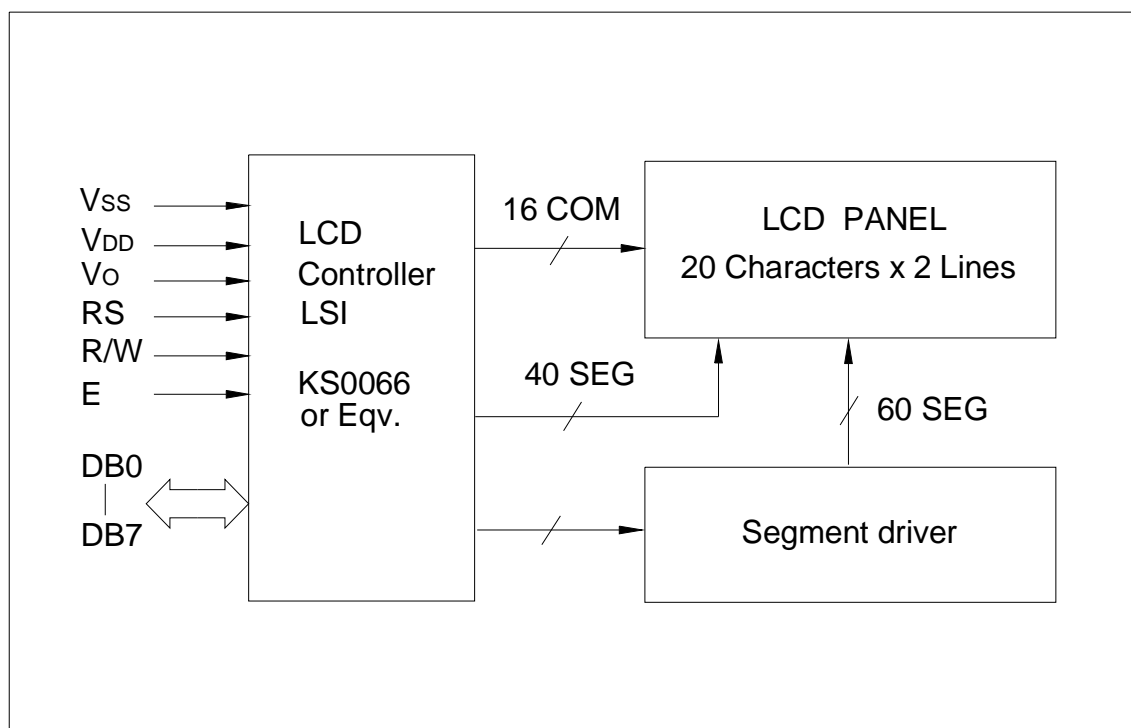 VSS
VDD
VO
RS
R/W
E
DB0
DB7
LCD
Controller
LSI
KS0066
or Eqv.
16 COM
40 SEG
LCD PANEL
20 Characters x 2 Lines
60 SEG
Segment driver